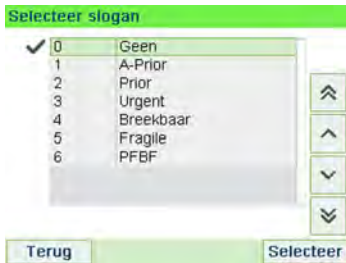 Selecteer slogan
0 Geen
1 A-Prior
2 Prior
3 Urgent
4 Breekbaar
5 Fragile
6 PFBF
Terug Selecteer